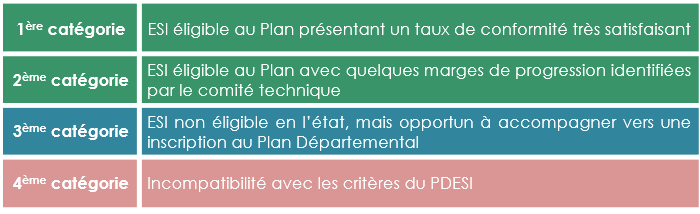 1ère catégorie ESI éligible au Plan présentant un taux de conformité très satisfaisant
2ème catégorie ESI éligible au Plan avec quelques marges de progression identifiées
par le comité technique
3ème catégorie ESI non éligible en l'état, mais opportun à accompagner vers une
inscription au Plan Départemental
4ème catégorie Incompatibilité avec les critères du PDESI